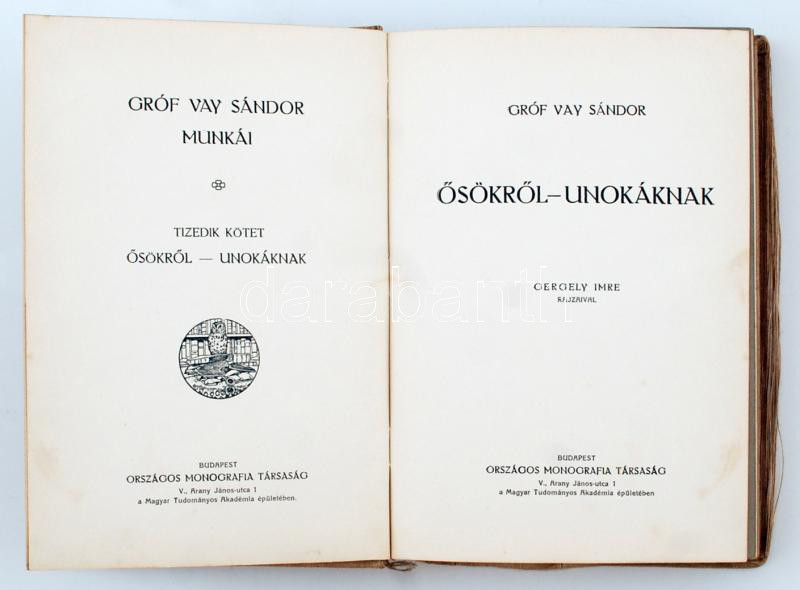 GRÓF VAY SÁNDOR
MUNKÁI
TIZEDIK KÖTET
ŐSÖKRŐL — UNOKÁKNAK
BUDAPEST
ORSZÁGOS MONOGRAFIA TÁRSASÁG
V., Arany János-utca 1
a Magyar Tudományos Akadémia épületében.
GRÓF VAY SÁNDOR
ŐSÖKRŐL—UNOKÁKNAK
GERGELY IMRE
RAJZAIVAL
BUDAPEST
ORSZÁGOS MONOGRAFIA TÁRSASÁG
V., Arany János-utca 1
a Magyar Tudományos Akadémia épületében
darabanth